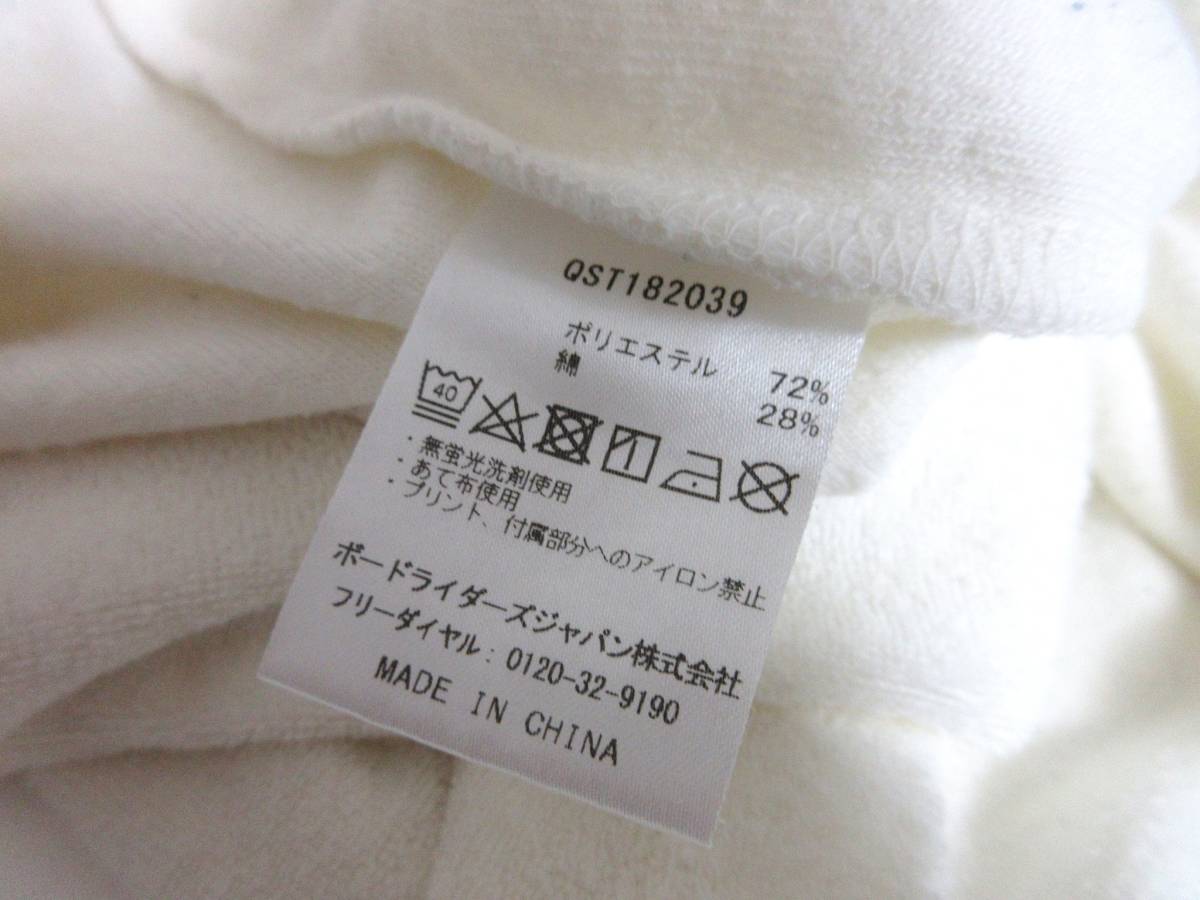 QST182039
ポリエステル 72%
綿 28%
40
・無蛍光洗剤使用
・あて布使用
・プリント、付属部分へのアイロン禁止
ボードライダーズジャパン株式会社
フリーダイヤル：0120-32-9190
MADE IN CHINA